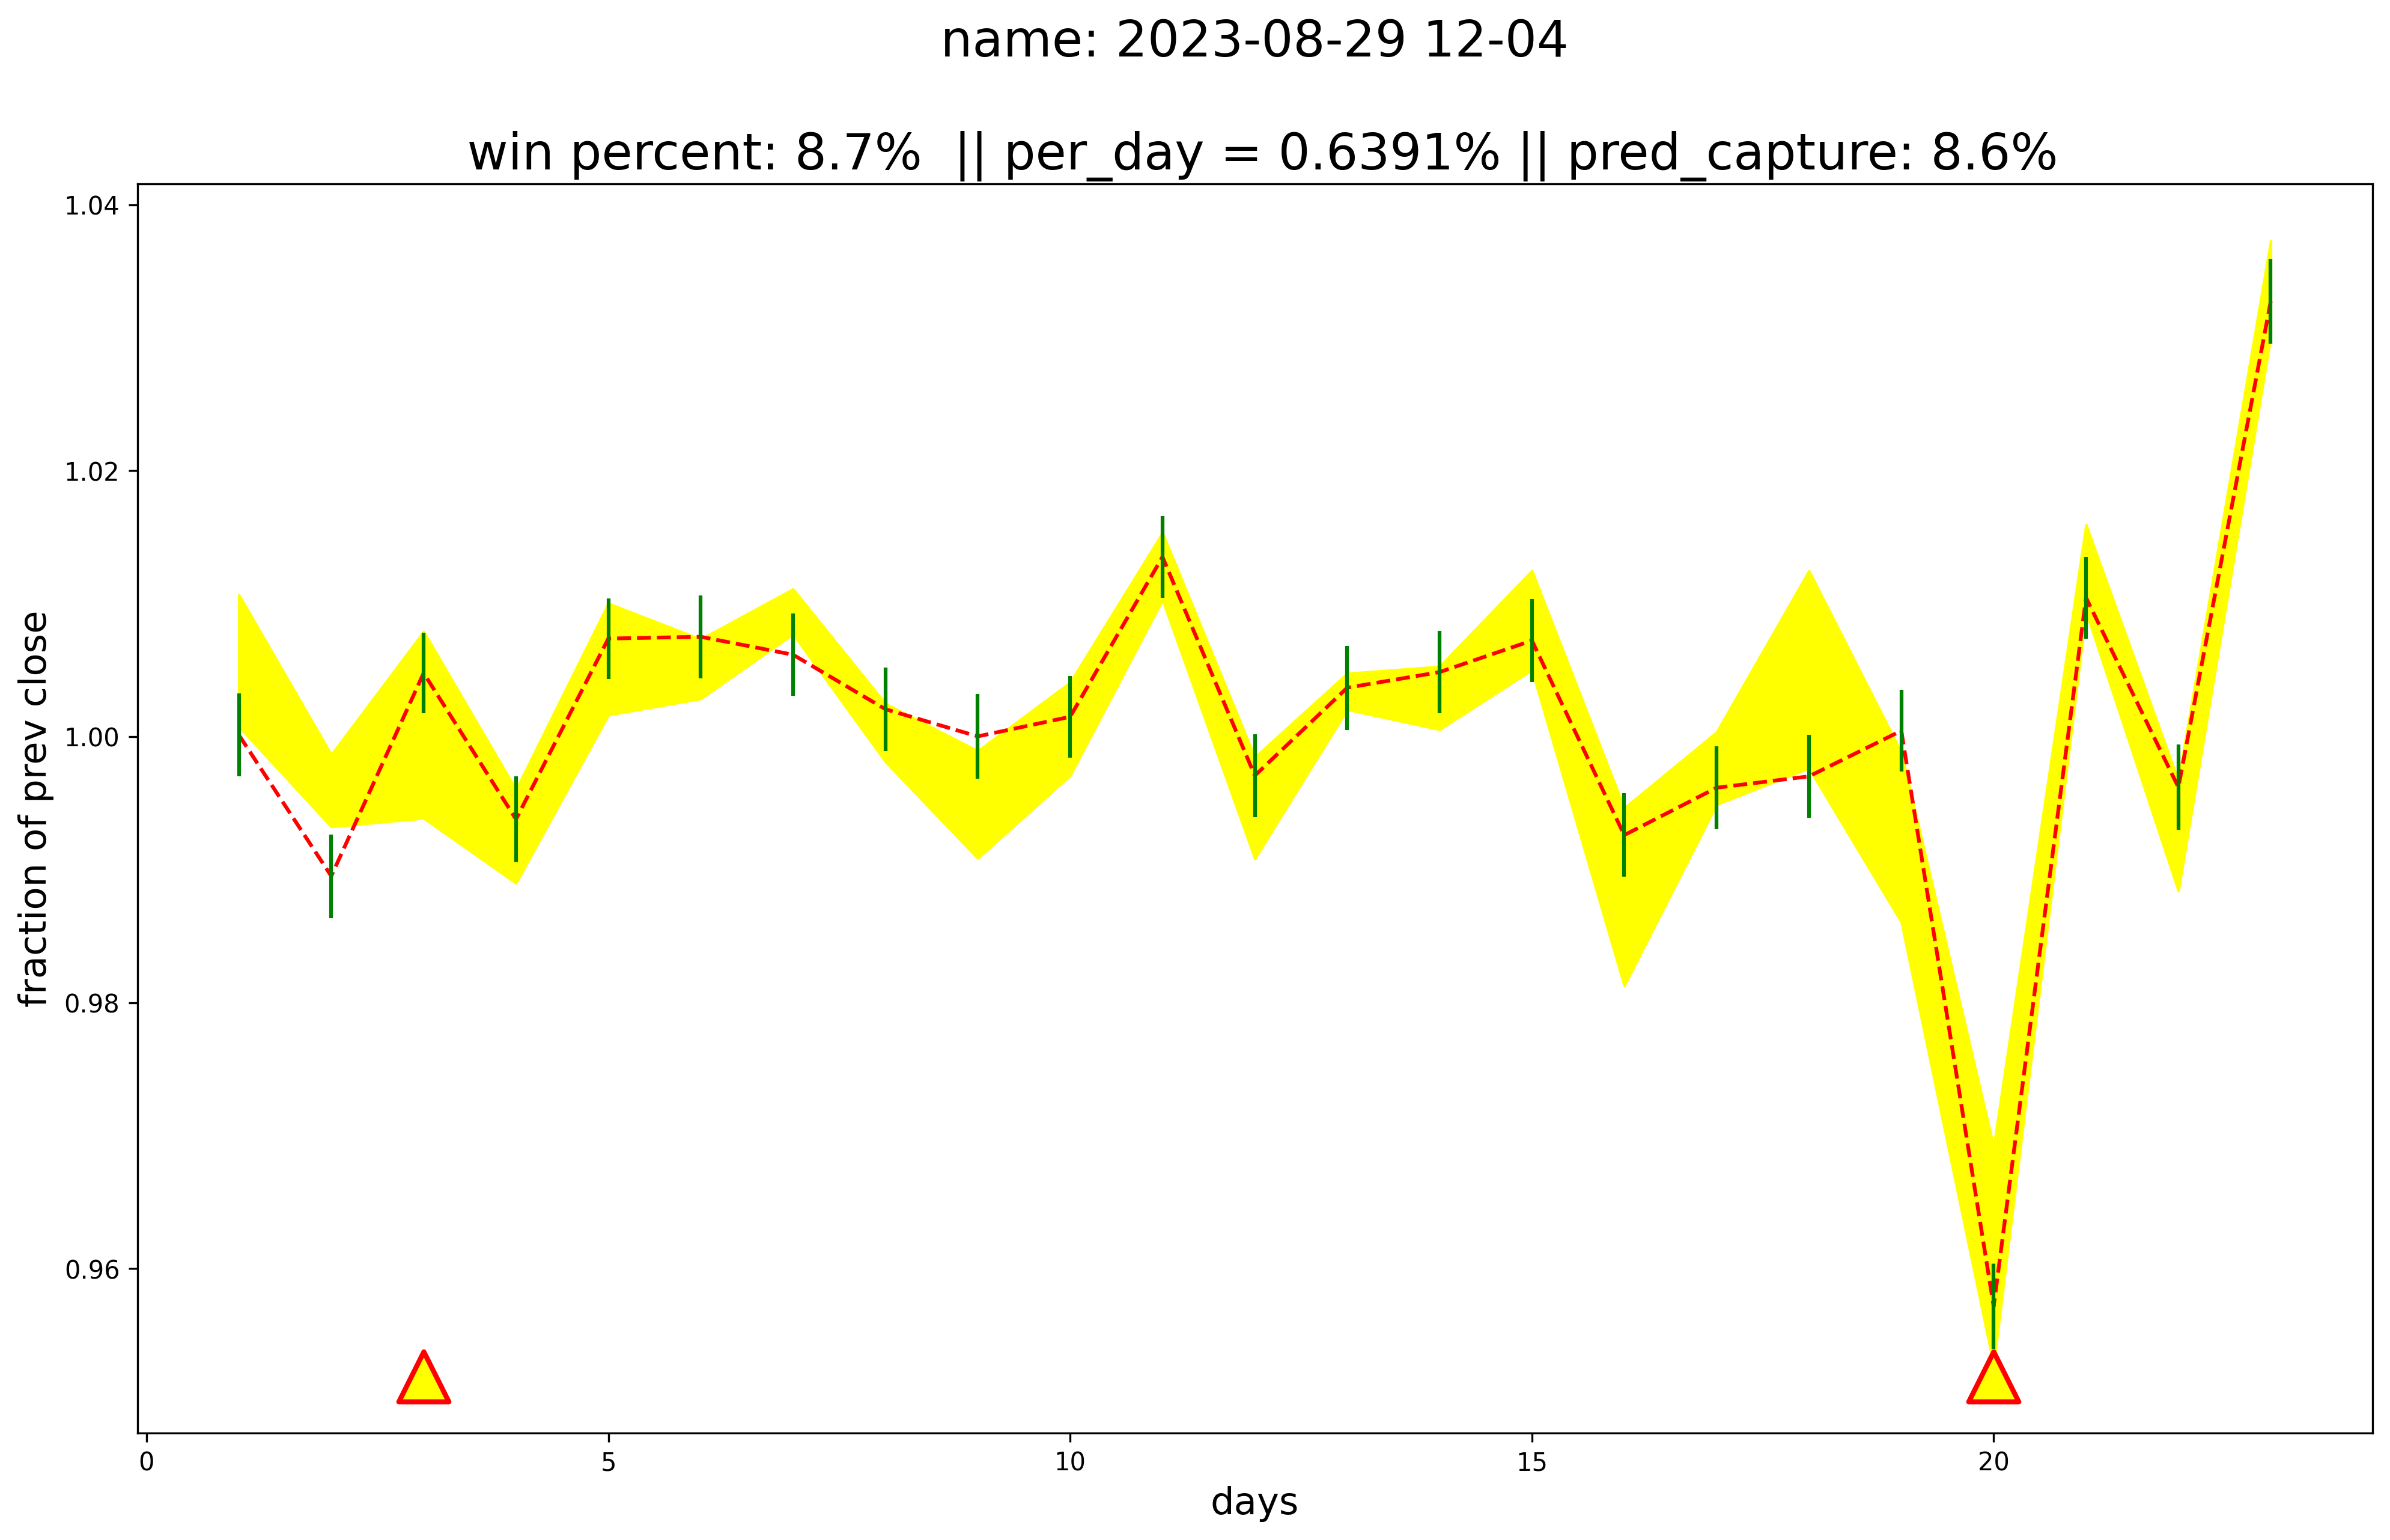 name: 2023-08-29 12-04
win percent: 8.7%  || per_day = 0.6391% || pred_capture: 8.6%
1.04
1.02
1.00
0.98
0.96
fraction of prev close
0 5 10 15 20
days